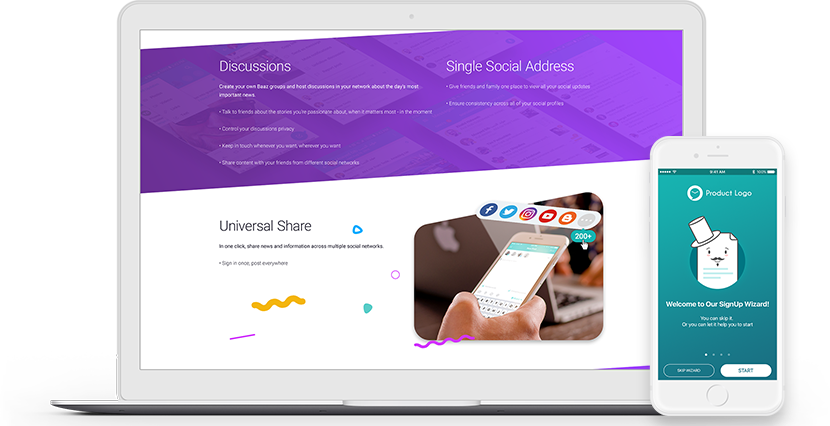 Discussions
Create your own Baaz groups and host discussions in your network about the day's most
important news.
• Talk to friends about the stories you're passionate about, when it matters most - in the moment
• Control your discussions privacy
• Keep in touch wherever you want, wherever you want
• Share content with your friends from different social networks
Single Social Address
• Give friends and family one place to view all your social updates
• Ensure consistency across all of your social profiles
Universal Share
In one click, share news and information across multiple social networks.
• Sign in once, post everywhere
200+
9:41 AM
100%
Product Logo
Welcome to Our SignUp Wizard!
You can skip it.
Or you can let it help you to start
SKIP WIZARD
START